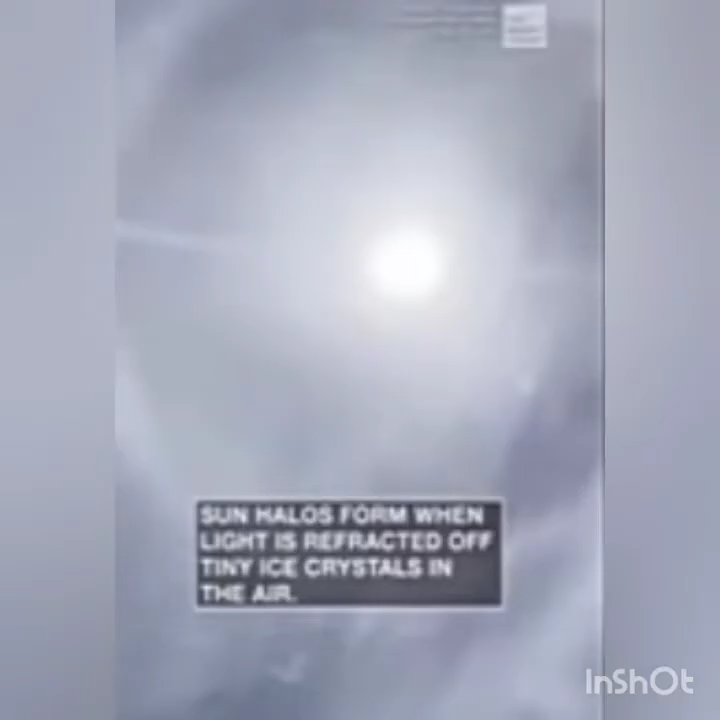 SUN HALOS FORM WHEN
LIGHT IS REFRACTED OFF
TINY ICE CRYSTALS IN
THE AIR.
InShOt